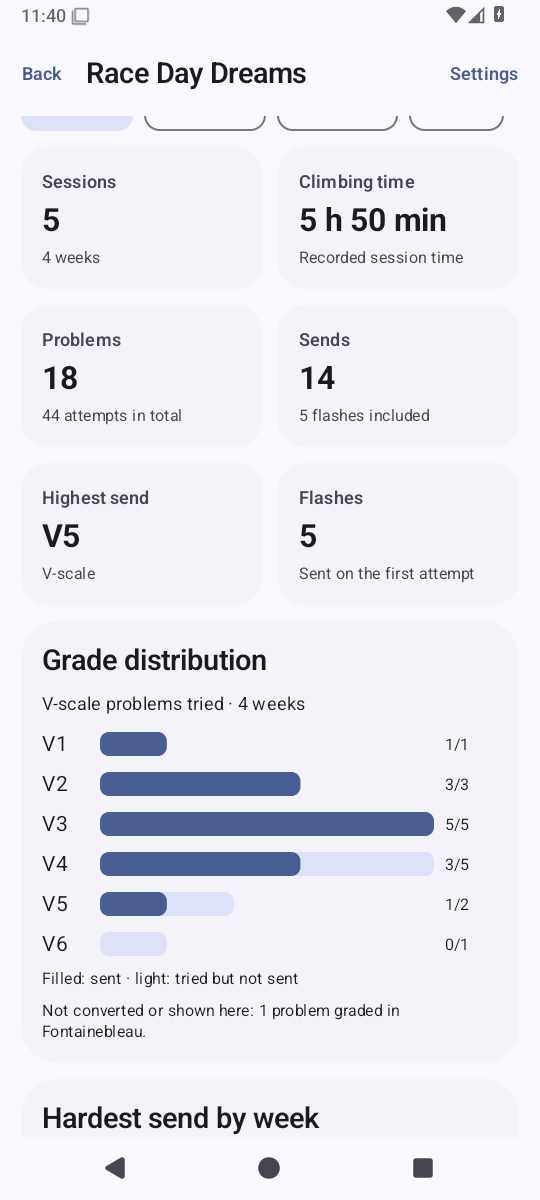 11:40
Back Race Day Dreams Settings
Sessions
5
4 weeks
Climbing time
5 h 50 min
Recorded session time
Problems
18
44 attempts in total
Sends
14
5 flashes included
Highest send
V5
V-scale
Flashes
5
Sent on the first attempt
Grade distribution
V-scale problems tried · 4 weeks
V1 1/1
V2 3/3
V3 5/5
V4 3/5
V5 1/2
V6 0/1
Filled: sent · light: tried but not sent
Not converted or shown here: 1 problem graded in
Fontainebleau.
Hardest send by week